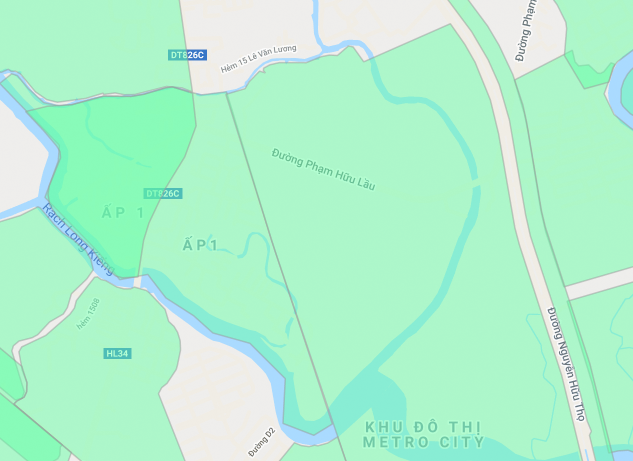 Đường Phạm
DT826C
Hẻm 15 Lê Văn Lương
Đường Phạm Hữu Lầu
DT826C
ẤP 1
Rạch Long Kiểng
ẤP 1
hẻm 1508
Đường Nguyễn Hữu Thọ
HL34
KHU ĐÔ THỊ
METRO CITY
Đường D2